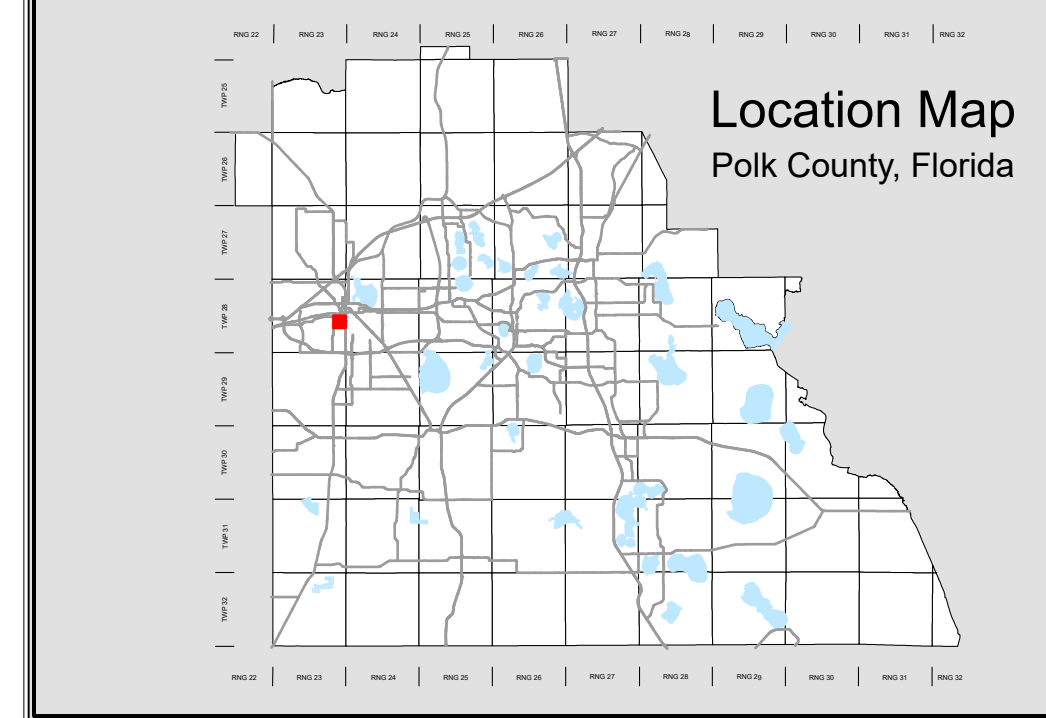 RNG 22 RNG 23 RNG 24 RNG 25 RNG 26 RNG 27 RNG 28 RNG 29 RNG 30 RNG 31 RNG 32
Location Map
Polk County, Florida
TWP 25
TWP 26
TWP 27
TWP 28
TWP 29
TWP 30
TWP 31
TWP 32
RNG 22 RNG 23 RNG 24 RNG 25 RNG 26 RNG 27 RNG 28 RNG 29 RNG 30 RNG 31 RNG 32